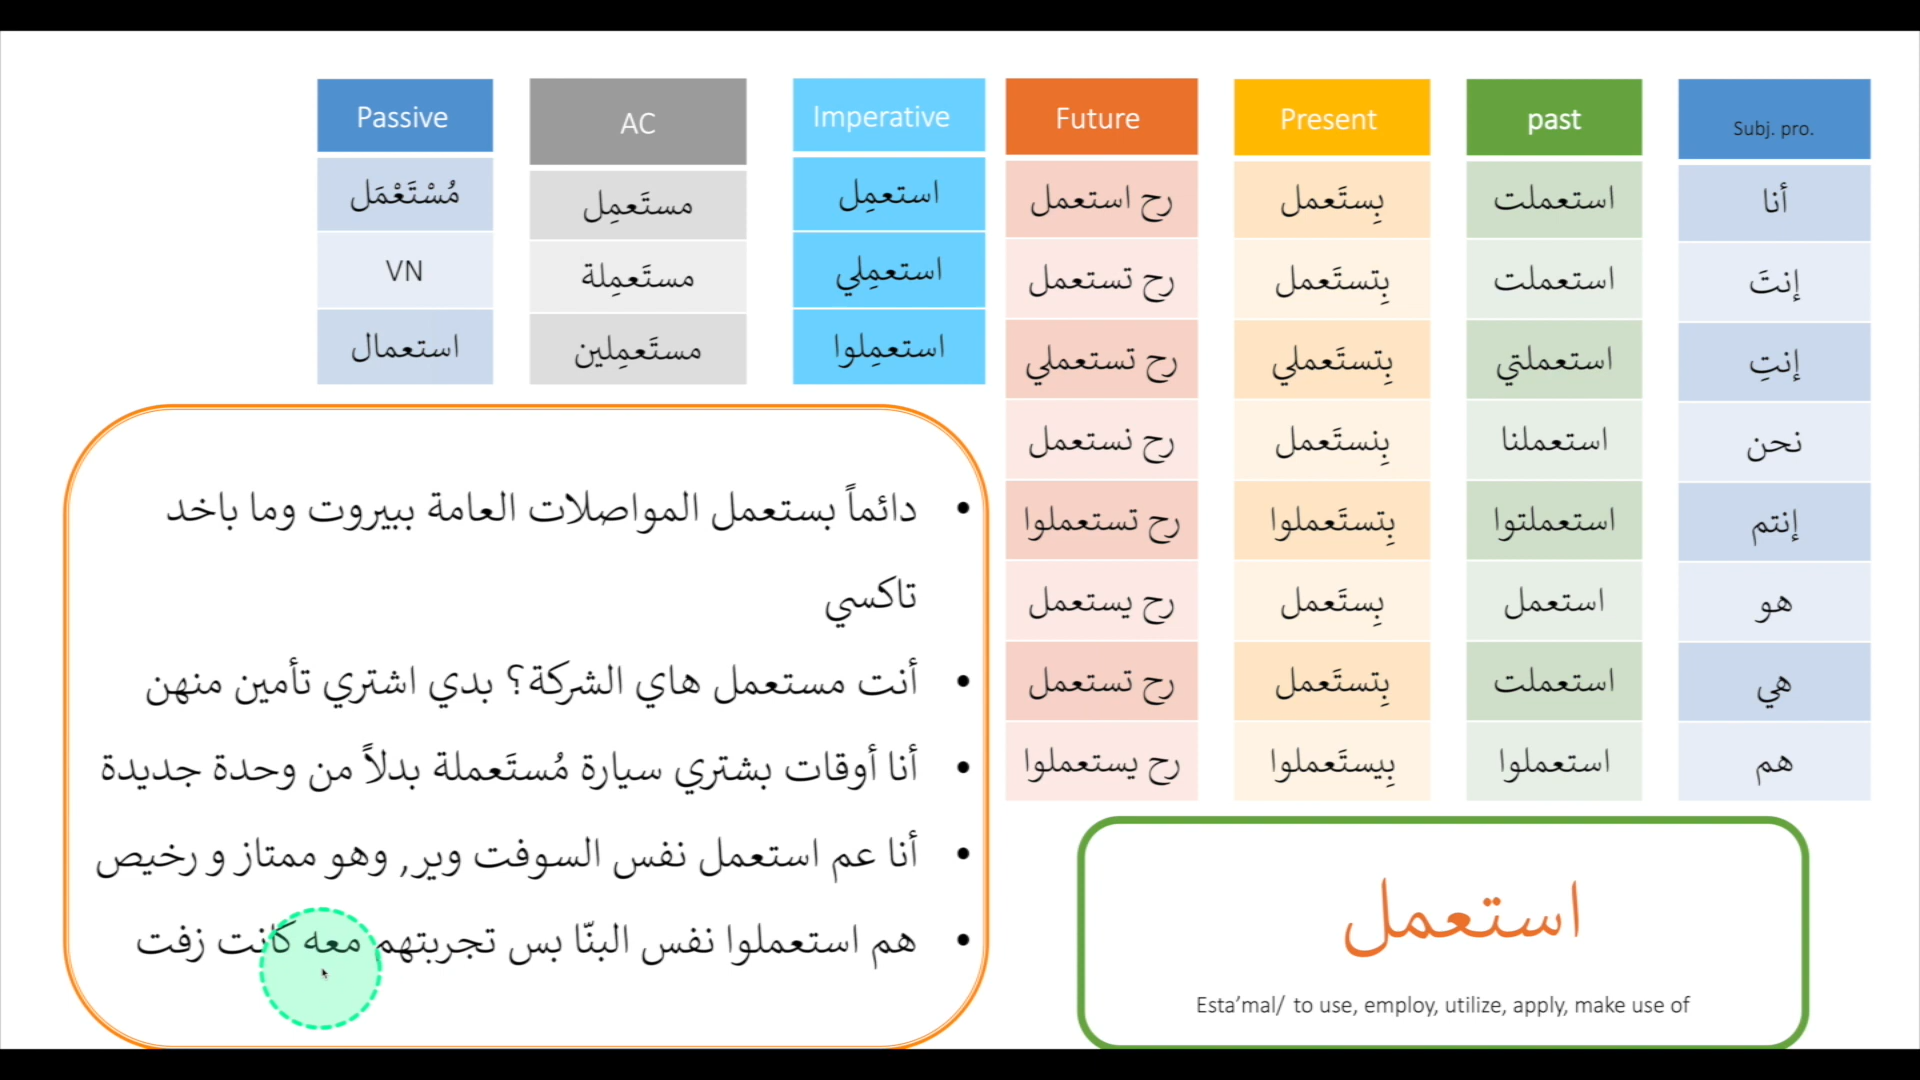 Subj. pro. past Present Future Imperative AC Passive
أنا استعملت بِستَعمل رح استعمل استعمِل مستَعمِل مُسْتَعْمَل
إنتَ استعملت بِتستَعمل رح تستعمل استعمِلي مستَعمِلة VN
إنتِ استعملتي بِتستَعملي رح تستعملي استعمِلوا مستَعمِلين استعمال
نحن استعملنا بِنستَعمل رح نستعمل
إنتم استعملتوا بِتستَعملوا رح تستعملوا
هو استعمل بِستَعمل رح يستعمل
هي استعملت بِتستَعمل رح تستعمل
هم استعملوا بِيستَعملوا رح يستعملوا
• دائماً بستعمل المواصلات العامة ببيروت وما باخد
تاكسي
• أنت مستعمل هاي الشركة؟ بدي اشتري تأمين منهن
• أنا أوقات بشتري سيارة مُستَعملة بدلاً من وحدة جديدة
• أنا عم استعمل نفس السوفت وير, وهو ممتاز و رخيص
• هم استعملوا نفس البنّا بس تجربتهم معه كانت زفت
استعمل
Esta’mal/ to use, employ, utilize, apply, make use of